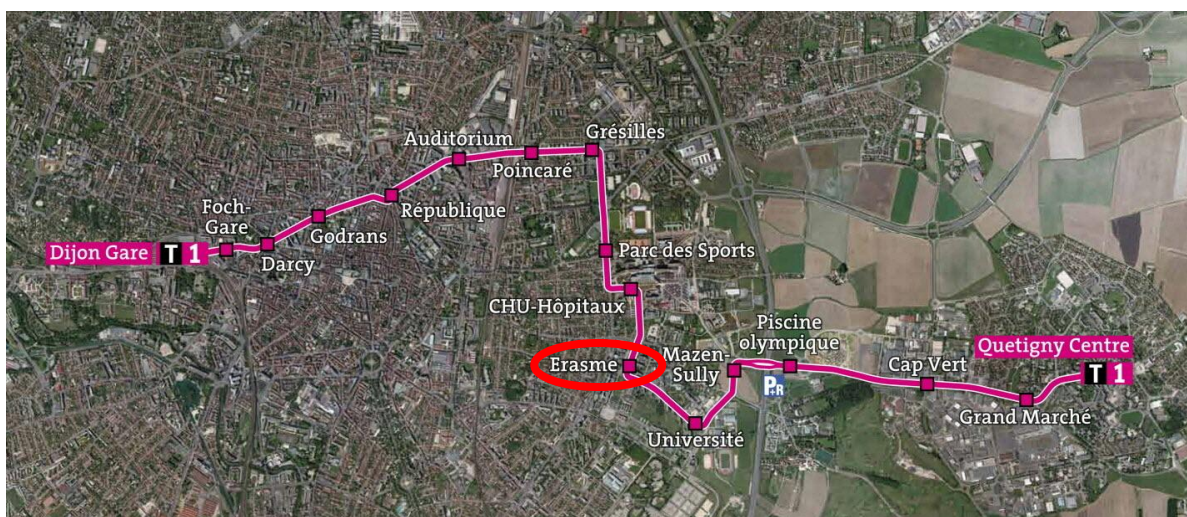 Auditorium
Grésilles
Poincaré
Foch-
Gare
République
Godrans
Dijon Gare T 1
Darcy
Parc des Sports
CHU-Hôpitaux
Piscine
olympique
Mazen-
Sully
Quetigny Centre
T 1
Erasme
Cap Vert
P+R
Grand Marché
Université